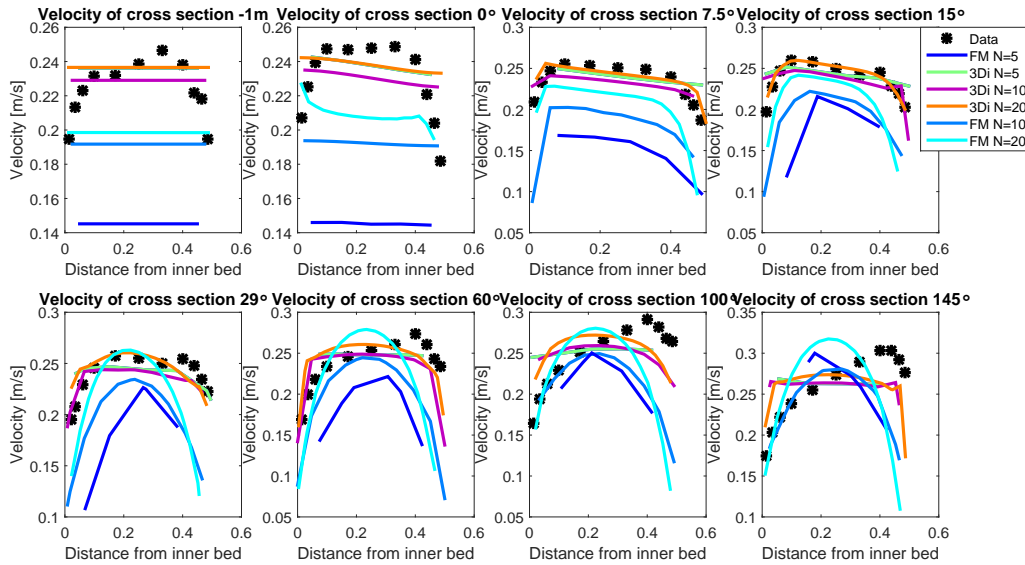 Velocity of cross section -1m
Velocity of cross section 0°
Velocity of cross section 7.5°
Velocity of cross section 15°
0.26
0.24
0.22
0.2
0.18
0.16
0.14
Velocity [m/s]
0 0.2 0.4 0.6
Distance from inner bed
0.26
0.24
0.22
0.2
0.18
0.16
0.14
Velocity [m/s]
0 0.2 0.4 0.6
Distance from inner bed
0.3
0.25
0.2
0.15
0.1
0.05
Velocity [m/s]
0 0.2 0.4 0.6
Distance from inner bed
0.3
0.25
0.2
0.15
0.1
0.05
Velocity [m/s]
0 0.2 0.4 0.6
Distance from inner bed
Data
FM N=5
3Di N=5
3Di N=10
3Di N=20
FM N=10
FM N=20
Velocity of cross section 29°
Velocity of cross section 60°
Velocity of cross section 100°
Velocity of cross section 145°
0.3
0.25
0.2
0.15
0.1
Velocity [m/s]
0 0.2 0.4 0.6
Distance from inner bed
0.3
0.25
0.2
0.15
0.1
0.05
Velocity [m/s]
0 0.2 0.4 0.6
Distance from inner bed
0.3
0.25
0.2
0.15
0.1
0.05
Velocity [m/s]
0 0.2 0.4 0.6
Distance from inner bed
0.35
0.3
0.25
0.2
0.15
0.1
Velocity [m/s]
0 0.2 0.4 0.6
Distance from inner bed